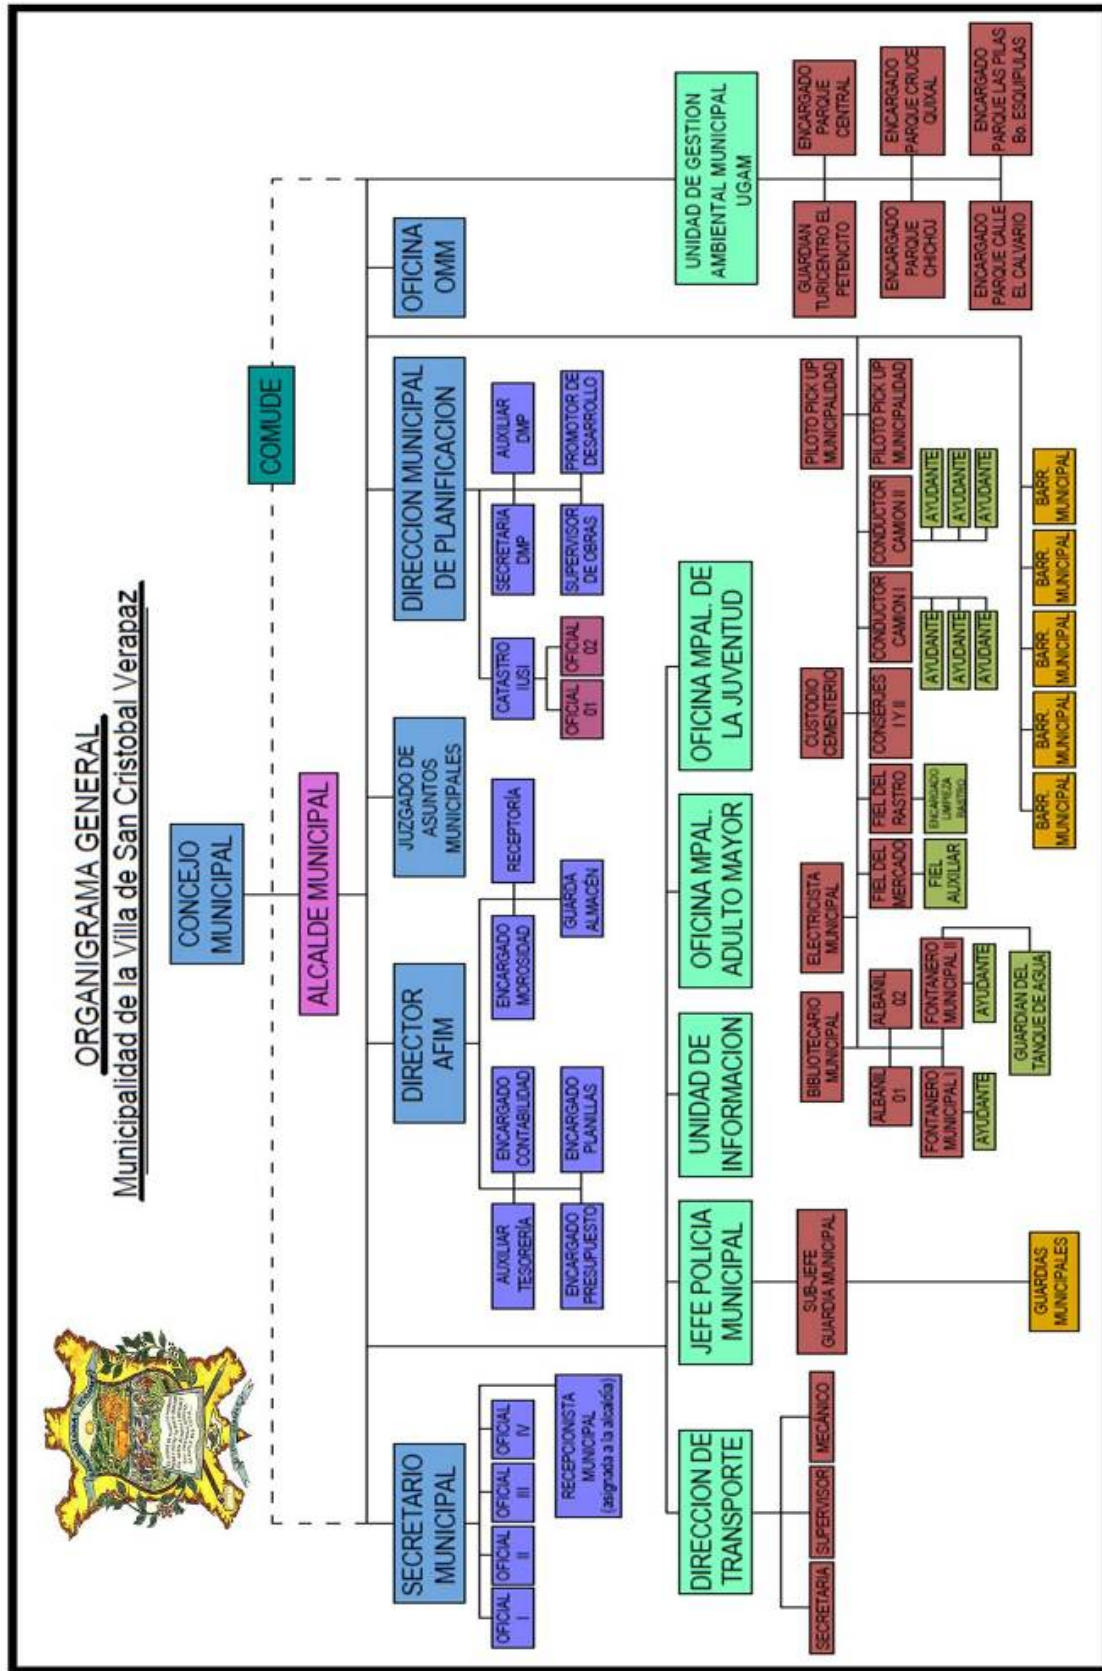 ORGANIGRAMA GENERAL
Municipalidad de la Villa de San Cristobal Verapaz
CONCEJO
MUNICIPAL
COMUDE
ALCALDE MUNICIPAL
SECRETARIO
MUNICIPAL
DIRECTOR
AFIM
JUZGADO DE
ASUNTOS
MUNICIPALES
DIRECCION MUNICIPAL
DE PLANIFICACION
OFICINA
OMM
OFICIAL
I
OFICIAL
II
OFICIAL
III
OFICIAL
IV
RECEPCIONISTA
MUNICIPAL
(asignada a la alcaldía)
AUXILIAR
TESORERÍA
ENCARGADO
CONTABILIDAD
ENCARGADO
PRESUPUESTO
ENCARGADO
PLANILLAS
ENCARGADO
MOROSIDAD
RECEPTORÍA
GUARDA
ALMACÉN
CATASTRO
IUSI
OFICIAL
01
OFICIAL
02
SECRETARIA
DMP
AUXILIAR
DMP
SUPERVISOR
DE OBRAS
PROMOTOR DE
DESARROLLO
DIRECCION DE
TRANSPORTE
JEFE POLICIA
MUNICIPAL
UNIDAD DE
INFORMACION
OFICINA MPAL.
ADULTO MAYOR
OFICINA MPAL. DE
LA JUVENTUD
UNIDAD DE GESTION
AMBIENTAL MUNICIPAL
UGAM
SECRETARIA
SUPERVISOR
MECÁNICO
SUB-JEFE
GUARDIA MUNICIPAL
GUARDIAS
MUNICIPALES
BIBLIOTECARIO
MUNICIPAL
ELECTRICISTA
MUNICIPAL
CUSTODIO
CEMENTERIO
PILOTO PICK UP
MUNICIPALIDAD
ALBAÑIL
01
ALBAÑIL
02
FIEL DEL
MERCADO
FIEL DEL
RASTRO
CONSERJES
I Y II
CONDUCTOR
CAMION I
CONDUCTOR
CAMION II
PILOTO PICK UP
MUNICIPALIDAD
FONTANERO
MUNICIPAL I
FONTANERO
MUNICIPAL II
FIEL
AUXILIAR
ENCARGADO
LIMPIEZA
RASTRO
AYUDANTE
AYUDANTE
AYUDANTE
AYUDANTE
AYUDANTE
AYUDANTE
AYUDANTE
AYUDANTE
GUARDIAN DEL
TANQUE DE AGUA
BARR.
MUNICIPAL
BARR.
MUNICIPAL
BARR.
MUNICIPAL
BARR.
MUNICIPAL
BARR.
MUNICIPAL
GUARDIAN
TURICENTRO EL
PETENCITO
ENCARGADO
PARQUE
CENTRAL
ENCARGADO
PARQUE
CHICHOJ
ENCARGADO
PARQUE CRUCE
QUIXAL
ENCARGADO
PARQUE CALLE
EL CALVARIO
ENCARGADO
PARQUE LAS PILAS
Bo. ESQUIPULAS